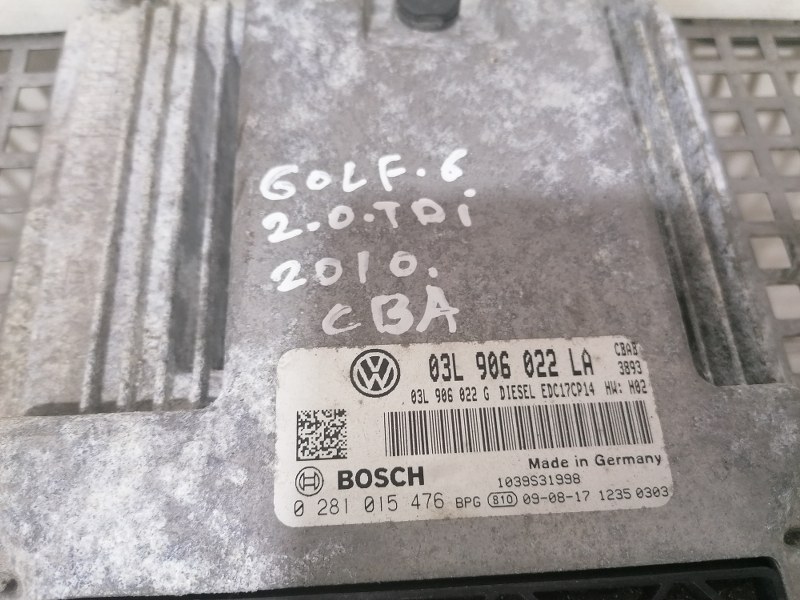 GOLF.6
2.0.TDi
2010.
CBA
03L 906 022 LA CBAB
3893
03L 906 022 G DIESEL EDC17CP14 HW: H02
Made in Germany
BOSCH 1039S31998
0 281 015 476 BPG 810 09-08-17 1235 0303